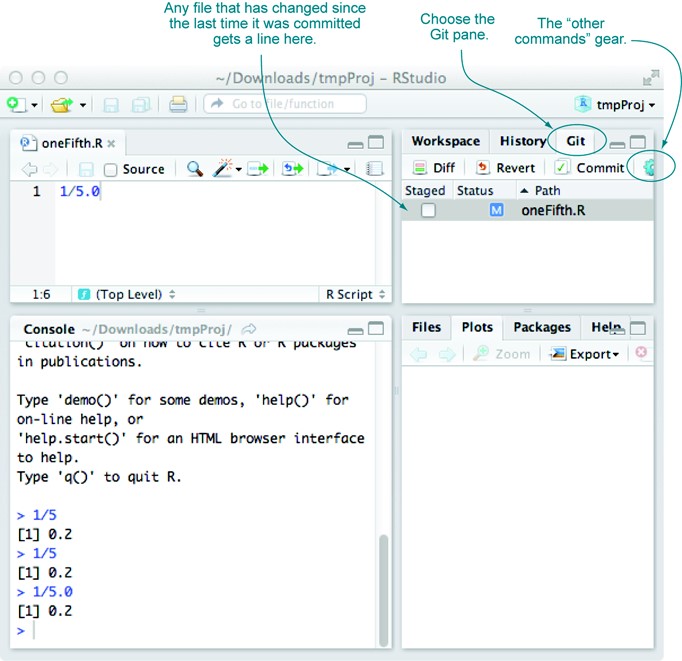 Any file that has changed since
the last time it was committed
gets a line here.
Choose the
Git pane.
The “other
commands” gear.
~/Downloads/tmpProj – RStudio
Go to file/function
tmpProj
oneFifth.R
Source
1 1/5.0
1:6 (Top Level) R Script
Workspace History Git
Diff Revert Commit
Staged Status Path
M oneFifth.R
Console ~/Downloads/tmpProj/
'citation()' on how to cite R or R packages
in publications.
Type 'demo()' for some demos, 'help()' for
on-line help, or
'help.start()' for an HTML browser interface
to help.
Type 'q()' to quit R.
> 1/5
[1] 0.2
> 1/5
[1] 0.2
> 1/5.0
[1] 0.2
>
Files Plots Packages Help
Zoom Export